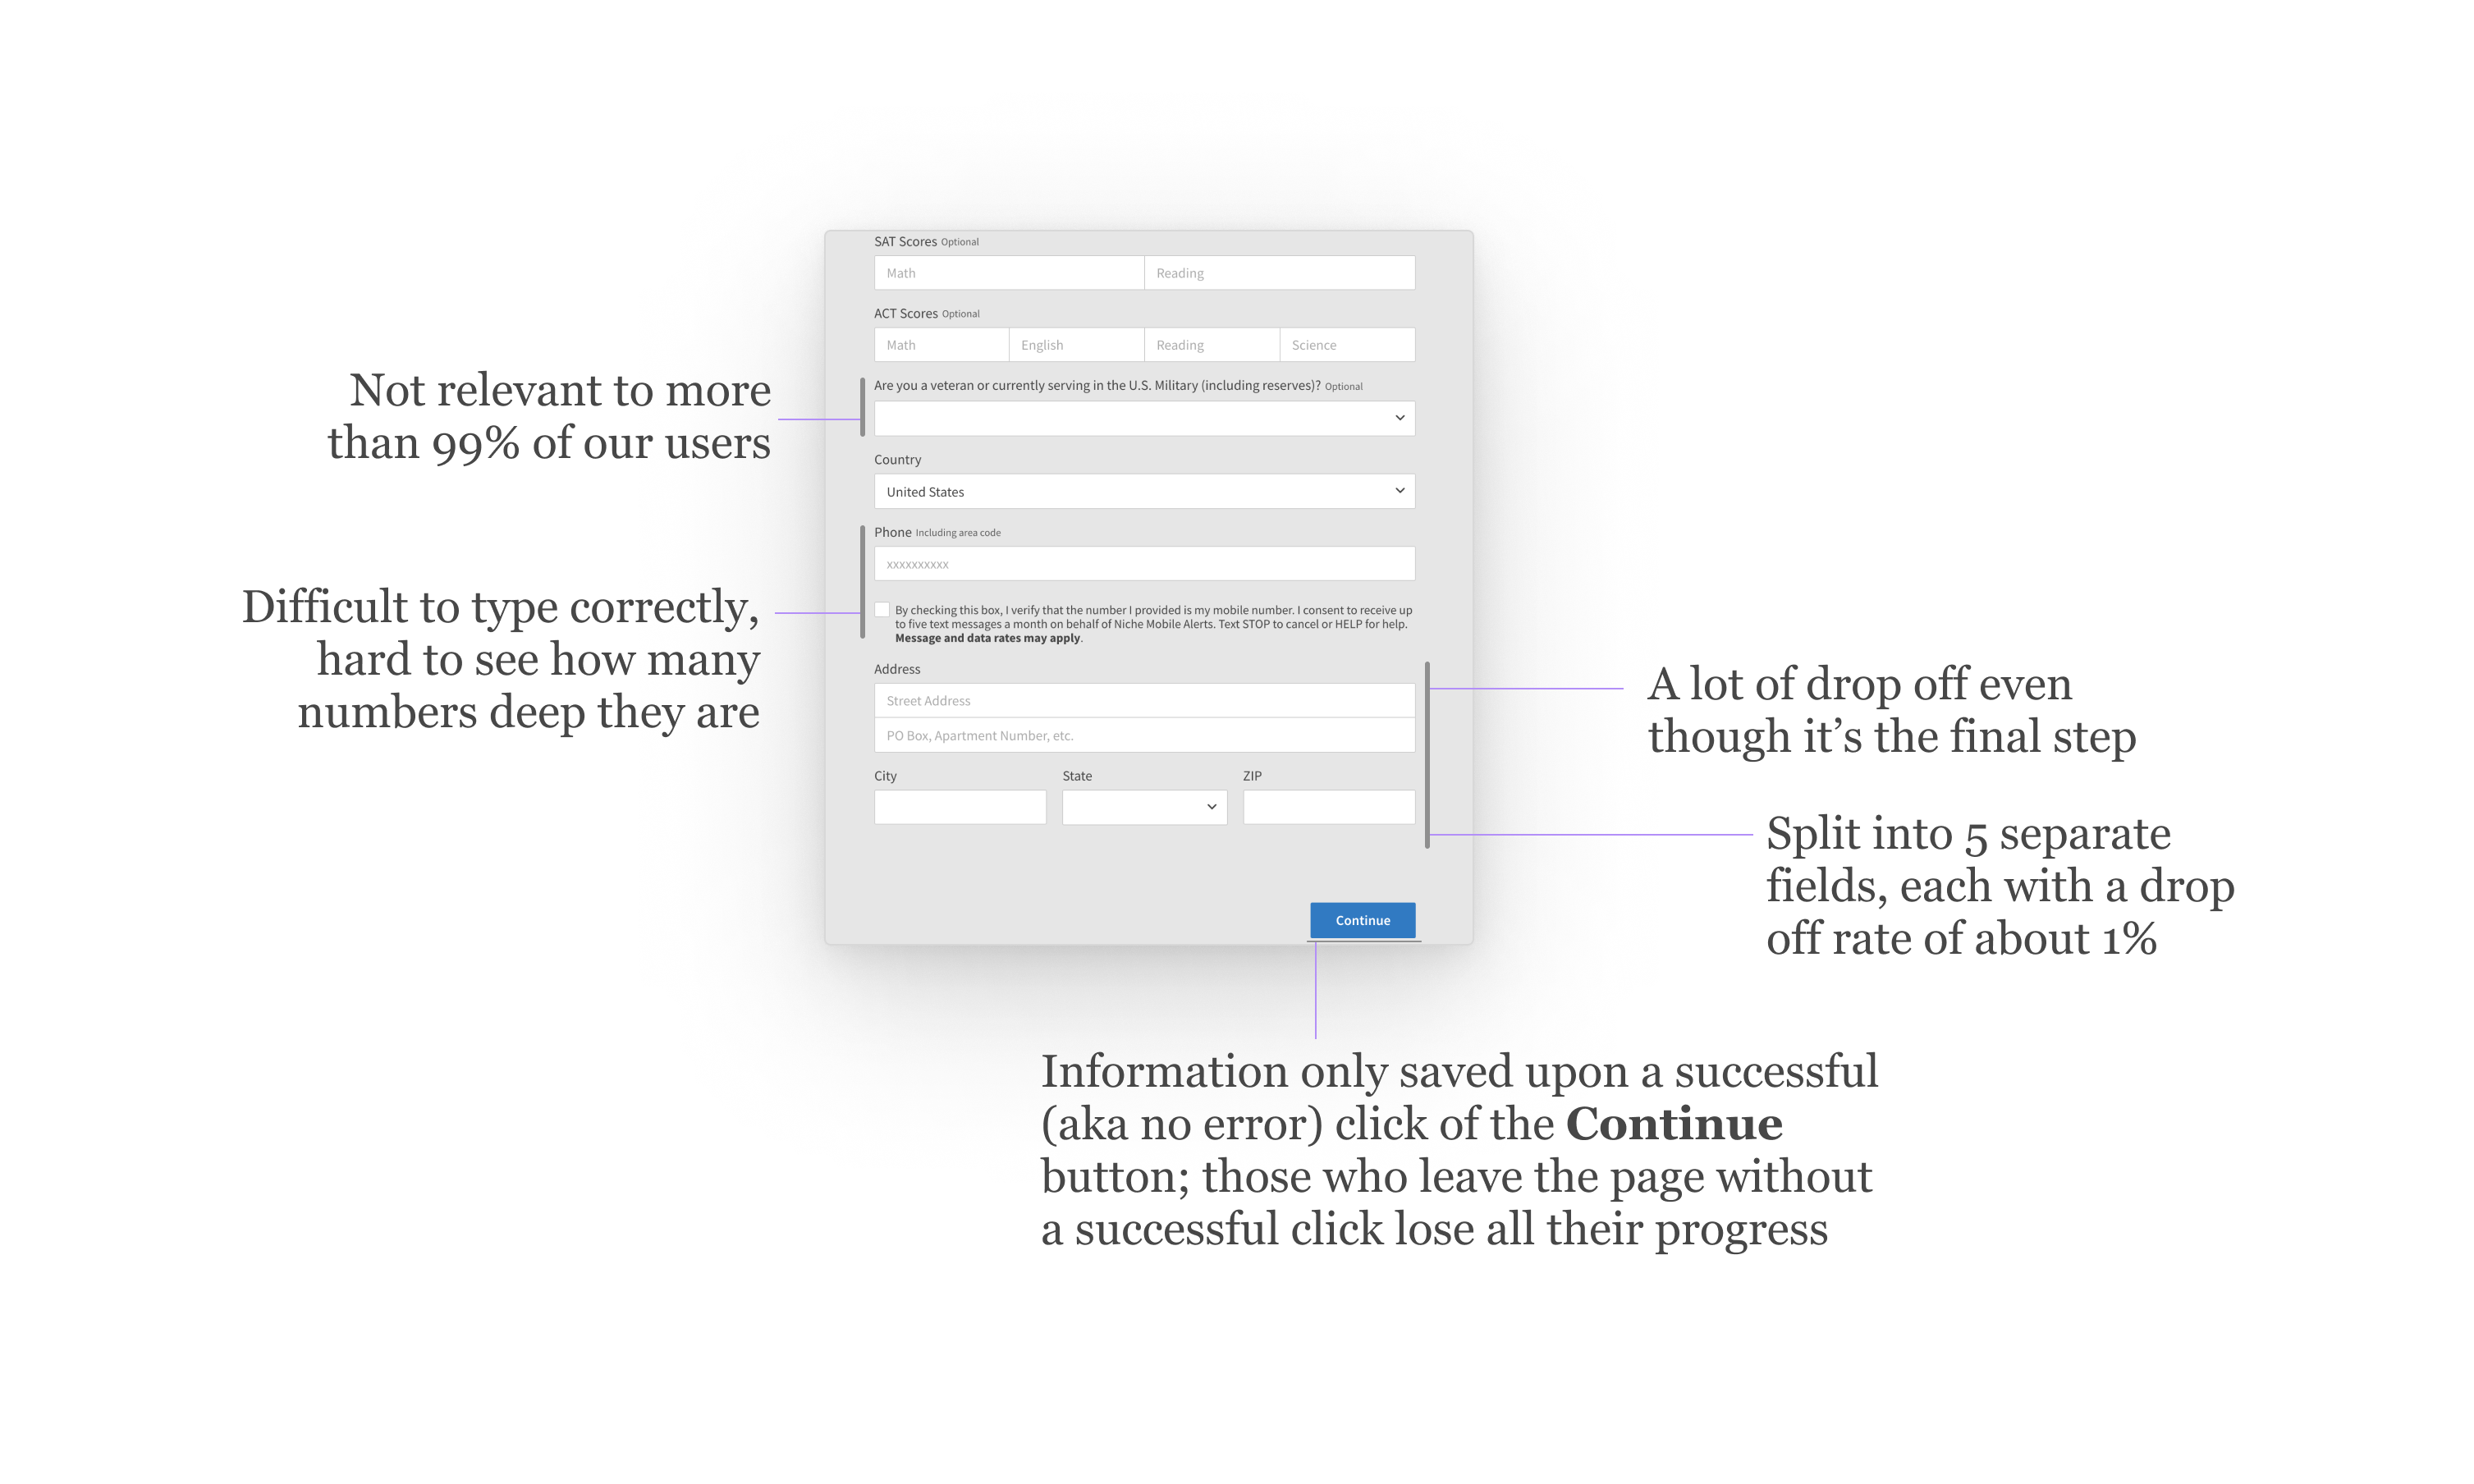 SAT Scores Optional
Math Reading
ACT Scores Optional
Math English Reading Science
Are you a veteran or currently serving in the U.S. Military (including reserves)? Optional
Country
United States
Phone Including area code
xxxxxxxxxx
By checking this box, I verify that the number I provided is my mobile number. I consent to receive up
to five text messages a month on behalf of Niche Mobile Alerts. Text STOP to cancel or HELP for help.
Message and data rates may apply.
Address
Street Address
PO Box, Apartment Number, etc.
City State ZIP
Continue
Not relevant to more
than 99% of our users
Difficult to type correctly,
hard to see how many
numbers deep they are
A lot of drop off even
though it’s the final step
Split into 5 separate
fields, each with a drop
off rate of about 1%
Information only saved upon a successful
(aka no error) click of the Continue
button; those who leave the page without
a successful click lose all their progress